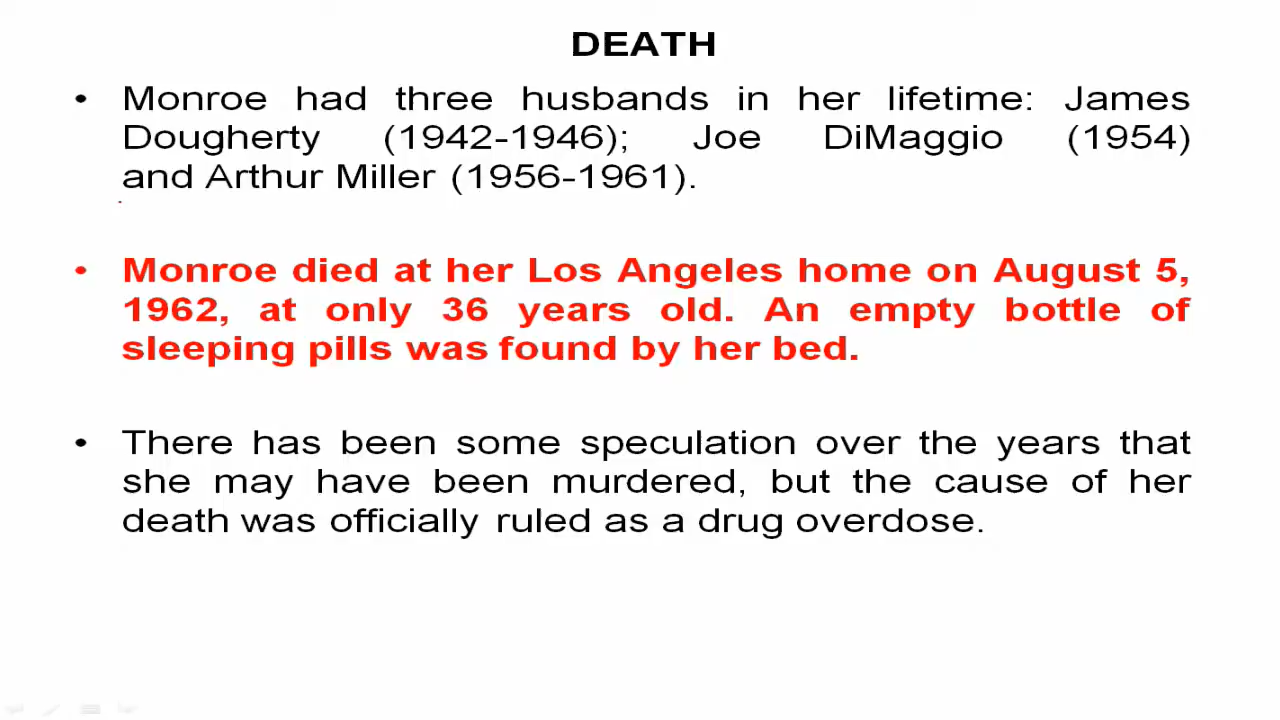 DEATH
• Monroe had three husbands in her lifetime: James
Dougherty (1942-1946); Joe DiMaggio (1954)
and Arthur Miller (1956-1961).
• Monroe died at her Los Angeles home on August 5,
1962, at only 36 years old. An empty bottle of
sleeping pills was found by her bed.
• There has been some speculation over the years that
she may have been murdered, but the cause of her
death was officially ruled as a drug overdose.